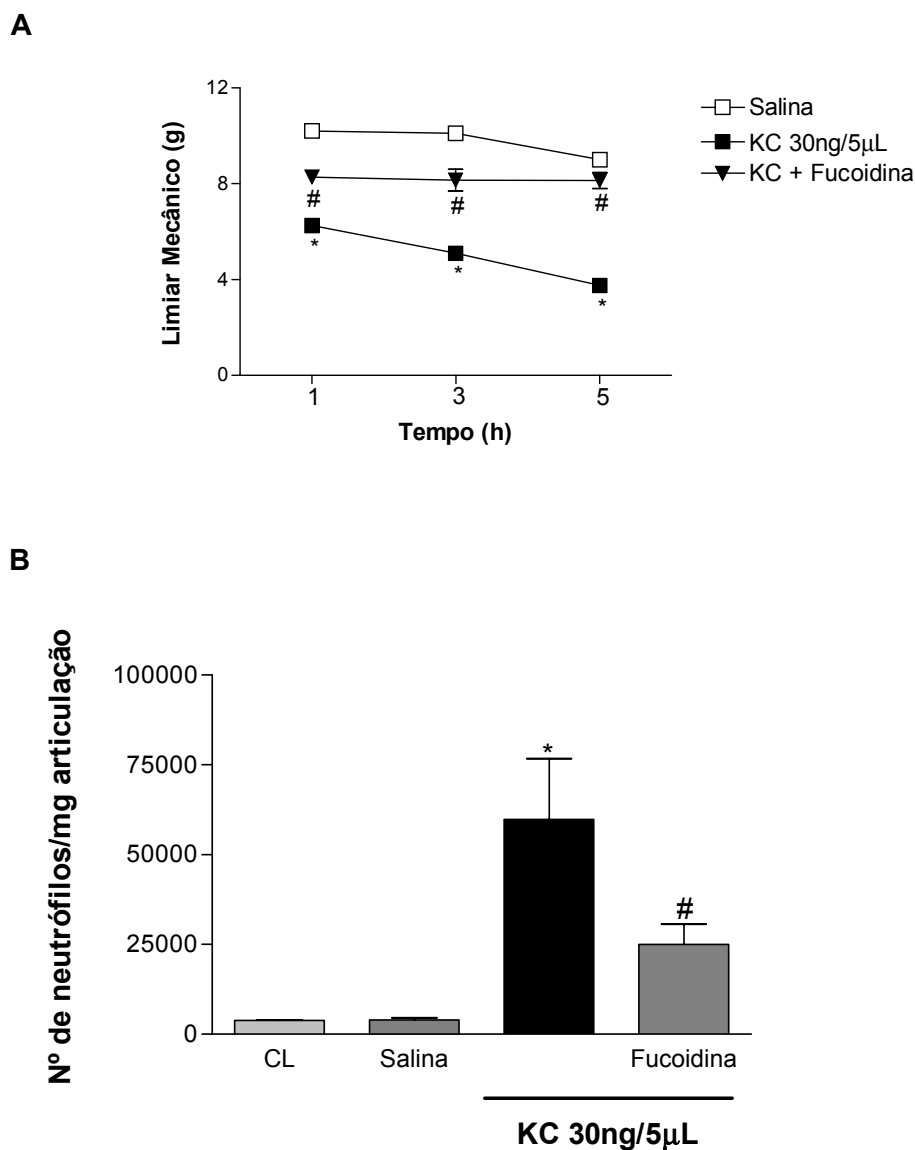 A
12
8
4
0
Limiar Mecânico (g)
# # #
* * *
1 3 5
Tempo (h)
Salina
KC 30ng/5µL
KC + Fucoidina
B
Nº de neutrófilos/mg articulação
100000
75000
50000
25000
0
*
#
CL Salina Fucoidina
KC 30ng/5µL